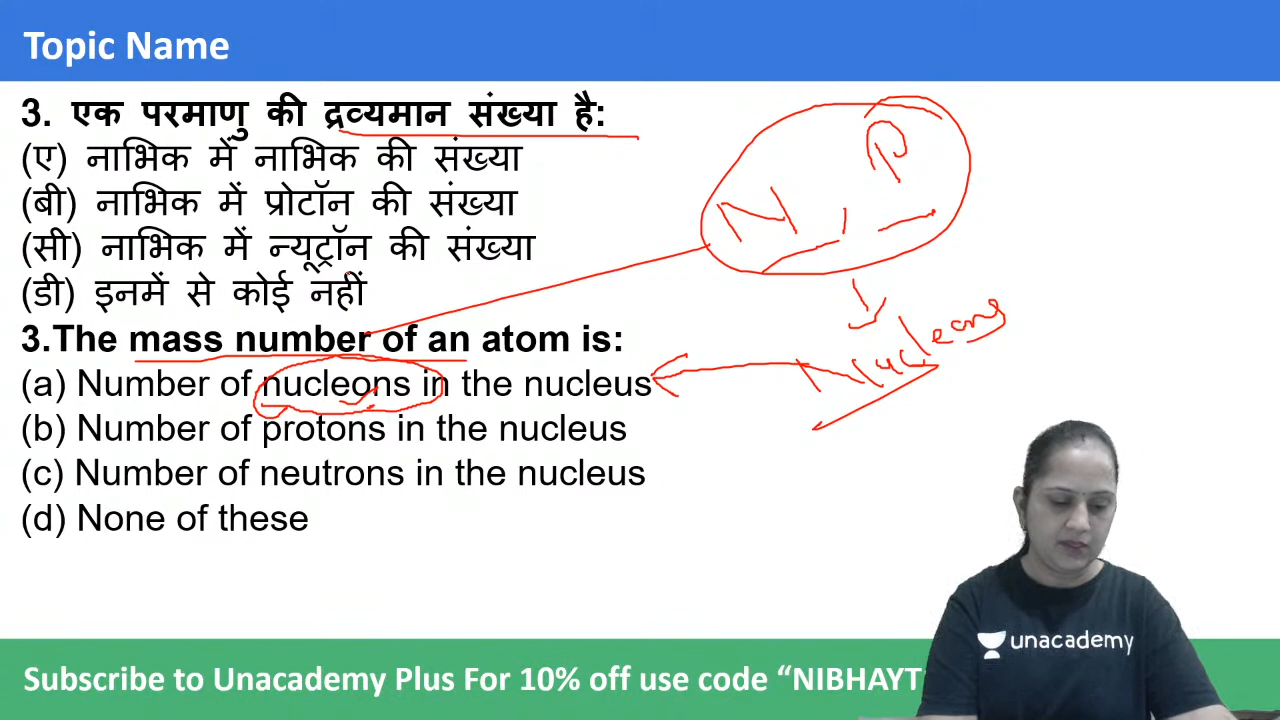 Topic Name
3. एक परमाणु की द्रव्यमान संख्या है:
(ए) नाभिक में नाभिक की संख्या
(बी) नाभिक में प्रोटॉन की संख्या
(सी) नाभिक में न्यूट्रॉन की संख्या
(डी) इनमें से कोई नहीं
3.The mass number of an atom is:
(a) Number of nucleons in the nucleus
(b) Number of protons in the nucleus
(c) Number of neutrons in the nucleus
(d) None of these
N P
Nucleons
unacademy
Subscribe to Unacademy Plus For 10% off use code “NIBHAYT